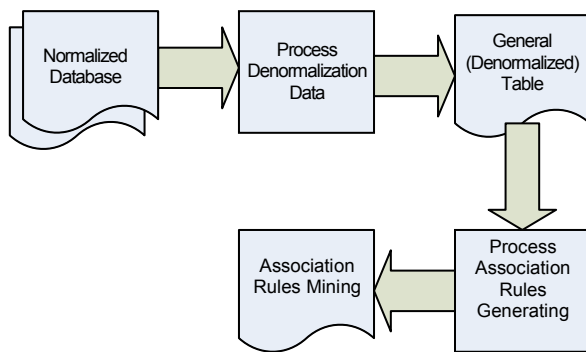 Normalized
Database
Process
Denormalization
Data
General
(Denormalized)
Table
Association
Rules Mining
Process
Association
Rules
Generating